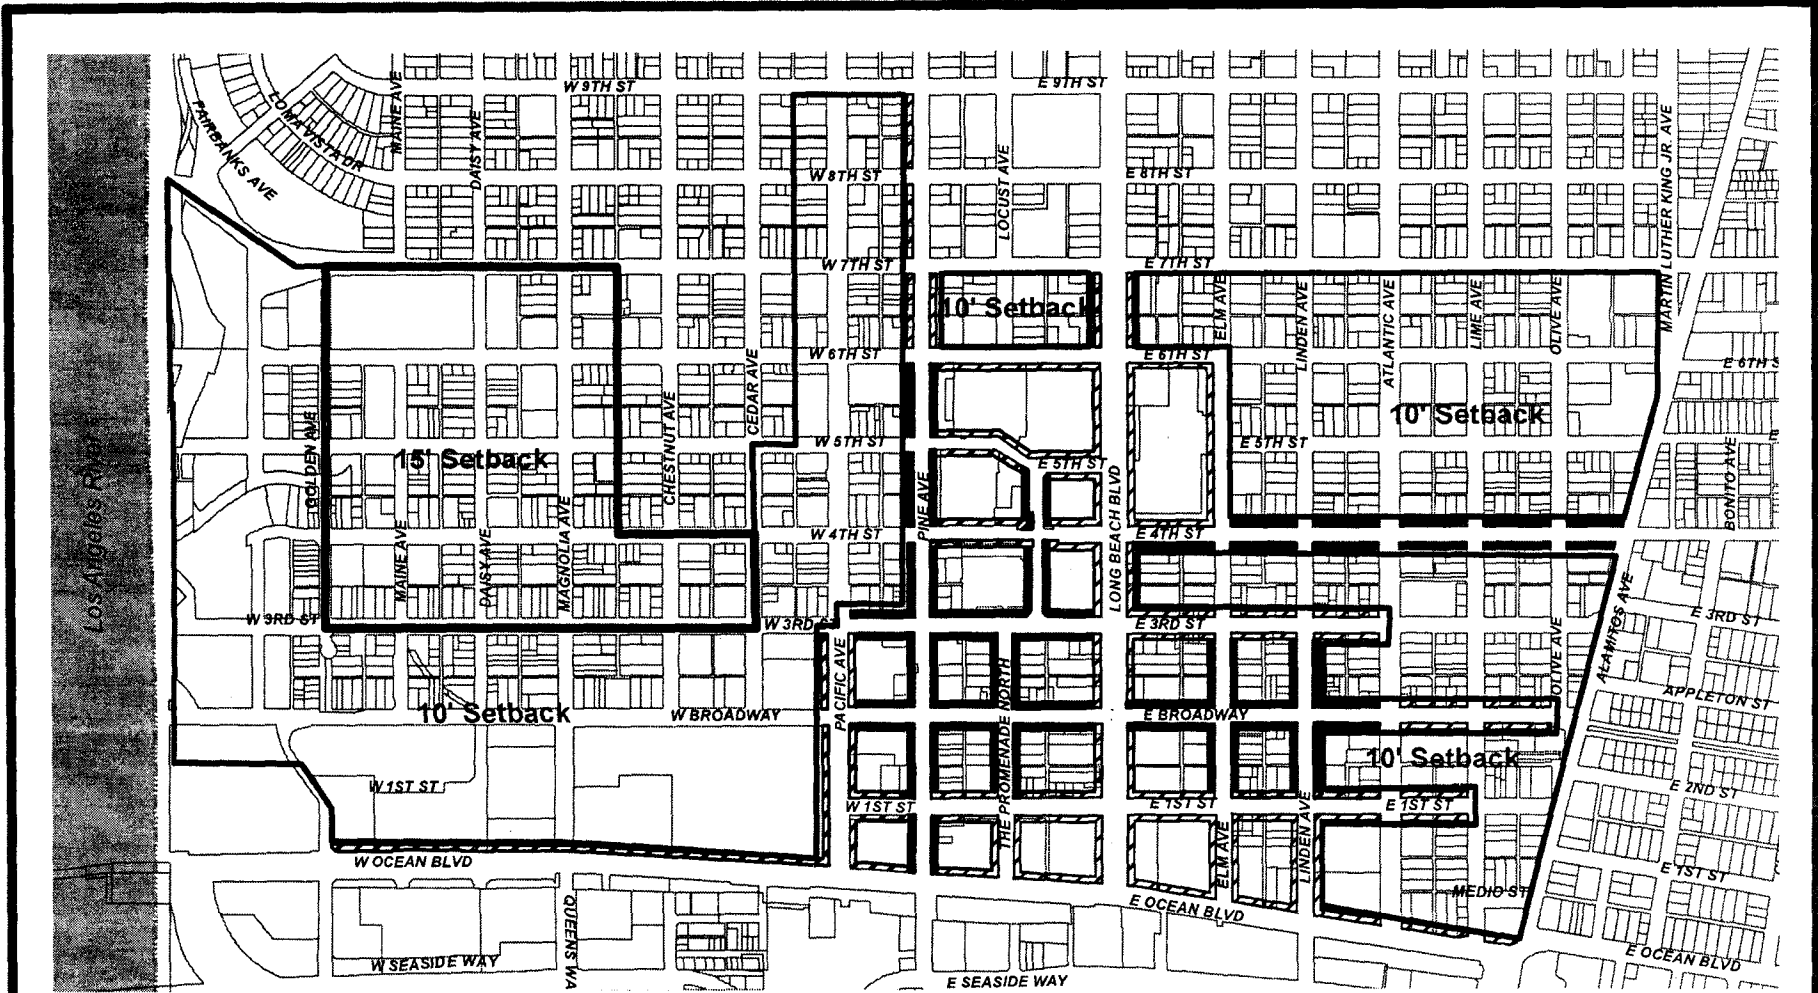 W 9TH ST
E 9TH ST
MAINE AVE
LOMA VISTA DR
FAIRBANKS AVE
DAISY AVE
W 8TH ST
LOCUST AVE
E 8TH ST
MARTIN LUTHER KING JR. AVE
W 7TH ST
E 7TH ST
10' Setback
ELM AVE
LINDEN AVE
ATLANTIC AVE
LIME AVE
OLIVE AVE
W 6TH ST
E 6TH ST
E 6TH S
CEDAR AVE
CHESTNUT AVE
GOLDEN AVE
15' Setback
W 5TH ST
E 5TH ST
E 5TH ST
10' Setback
E
BONITO AVE
LONG BEACH BLVD
PINE AVE
Los Angeles River
MAINE AVE
DAISY AVE
MAGNOLIA AVE
W 4TH ST
E 4TH ST
W 3RD ST
W 3RD ST
E 3RD ST
E 3RD ST
ALAMITOS AVE
OLIVE AVE
PACIFIC AVE
THE PROMENADE NORTH
10' Setback
W BROADWAY
E BROADWAY
APPLETON ST
10' Setback
W 1ST ST
W 1ST ST
E 1ST ST
E 1ST ST
E 2ND ST
ELM AVE
LINDEN AVE
W OCEAN BLVD
E 1ST ST
MEDIO ST
E OCEAN BLVD
E OCEAN BLVD
QUEENS WA
W SEASIDE WAY
E SEASIDE WAY